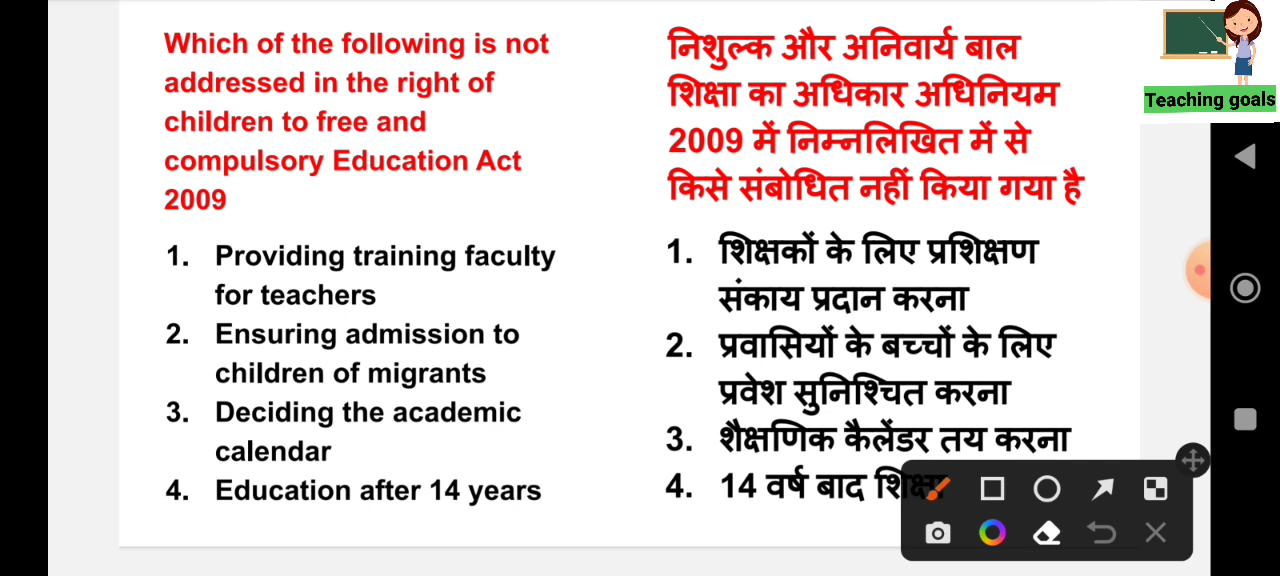 Which of the following is not
addressed in the right of
children to free and
compulsory Education Act
2009
1. Providing training faculty
for teachers
2. Ensuring admission to
children of migrants
3. Deciding the academic
calendar
4. Education after 14 years
निशुल्क और अनिवार्य बाल
शिक्षा का अधिकार अधिनियम
2009 में निम्नलिखित में से
किसे संबोधित नहीं किया गया है
1. शिक्षकों के लिए प्रशिक्षण
संकाय प्रदान करना
2. प्रवासियों के बच्चों के लिए
प्रवेश सुनिश्चित करना
3. शैक्षणिक कैलेंडर तय करना
4. 14 वर्ष बाद शिक्षा
Teaching goals